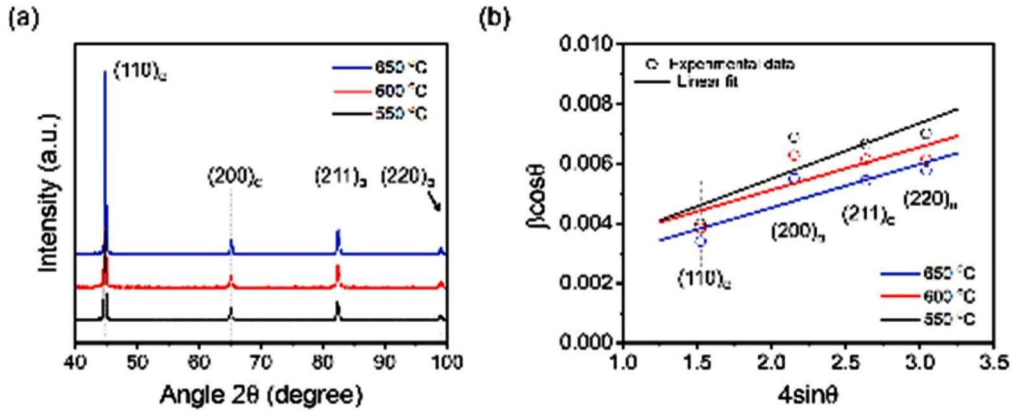 (a)
(110)α
650 °C
600 °C
550 °C
(200)α
(211)α
(220)α
Intensity (a.u.)
40 50 60 70 80 90 100
Angle 2θ (degree)
(b)
0.010
0.008
0.006
0.004
0.002
0.000
βcosθ
Experimental data
Linear fit
(110)α
(200)α
(211)α
(220)α
650 °C
600 °C
550 °C
1.0 1.5 2.0 2.5 3.0 3.5
4sinθ